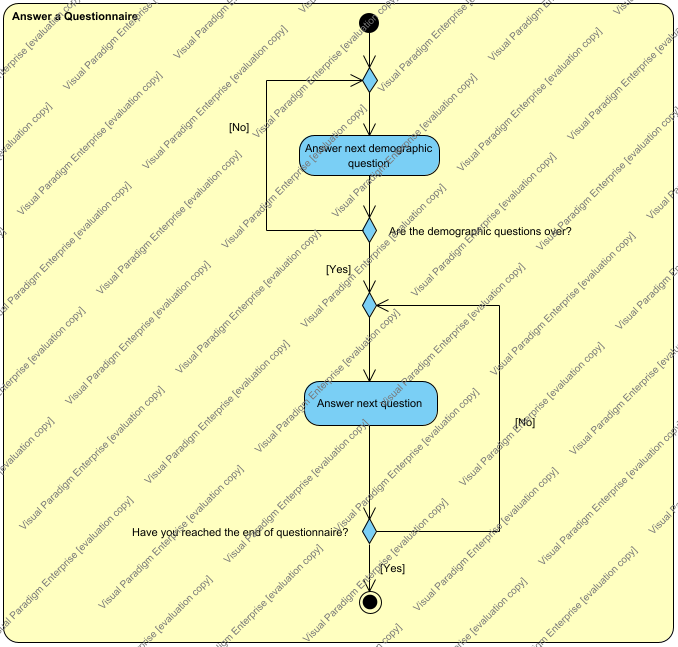 Answer a Questionnaire
[No]
Answer next demographic
question
Are the demographic questions over?
[Yes]
Answer next question
[No]
Have you reached the end of questionnaire?
[Yes]
Visual Paradigm Enterprise [evaluation copy]